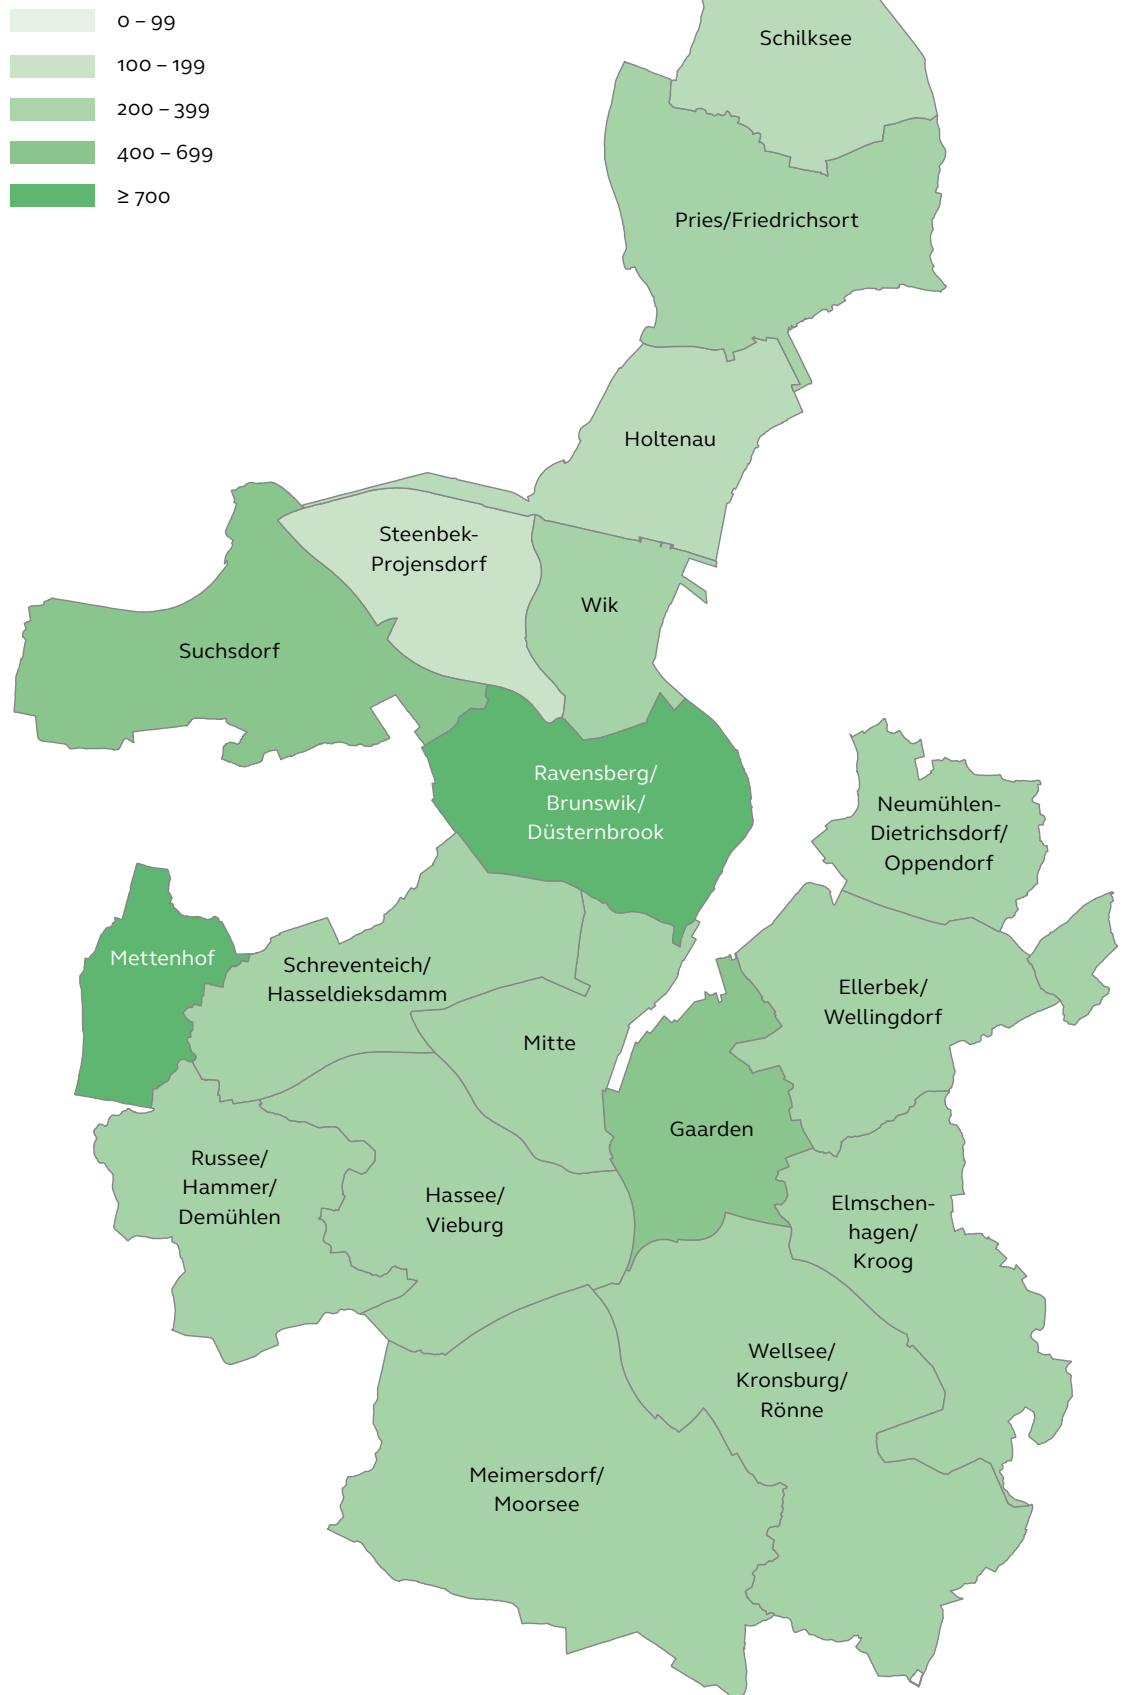 0 – 99
100 – 199
200 – 399
400 – 699
≥ 700
Schilksee
Pries/Friedrichsort
Holtenau
Steenbek-
Projensdorf
Wik
Suchsdorf
Ravensberg/
Brunswik/
Düsternbrook
Neumühlen-
Dietrichsdorf/
Oppendorf
Mettenhof
Schreventeich/
Hasseldieksdamm
Ellerbek/
Wellingdorf
Mitte
Gaarden
Russee/
Hammer/
Demühlen
Hassee/
Vieburg
Elmschen-
hagen/
Kroog
Wellsee/
Kronsburg/
Rönne
Meimersdorf/
Moorsee